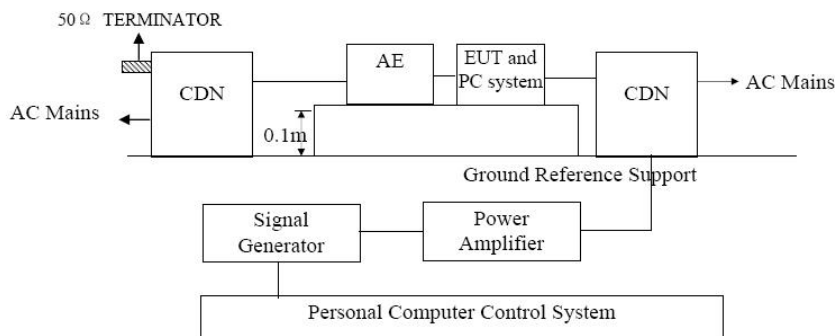 50 Ω TERMINATOR
AE
EUT and
PC system
CDN
CDN
AC Mains
AC Mains
0.1m
Ground Reference Support
Signal
Generator
Power
Amplifier
Personal Computer Control System